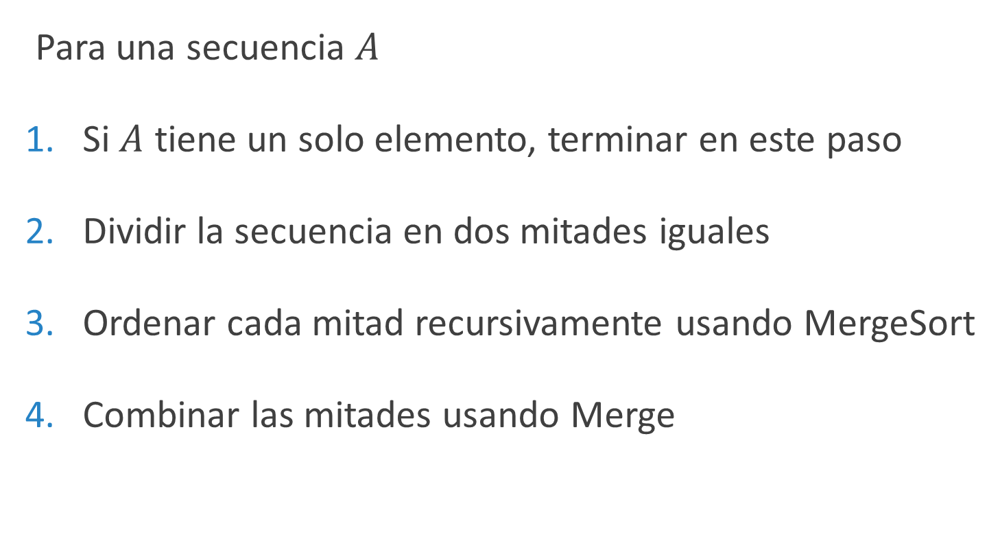 Para una secuencia A
1. Si A tiene un solo elemento, terminar en este paso
2. Dividir la secuencia en dos mitades iguales
3. Ordenar cada mitad recursivamente usando MergeSort
4. Combinar las mitades usando Merge